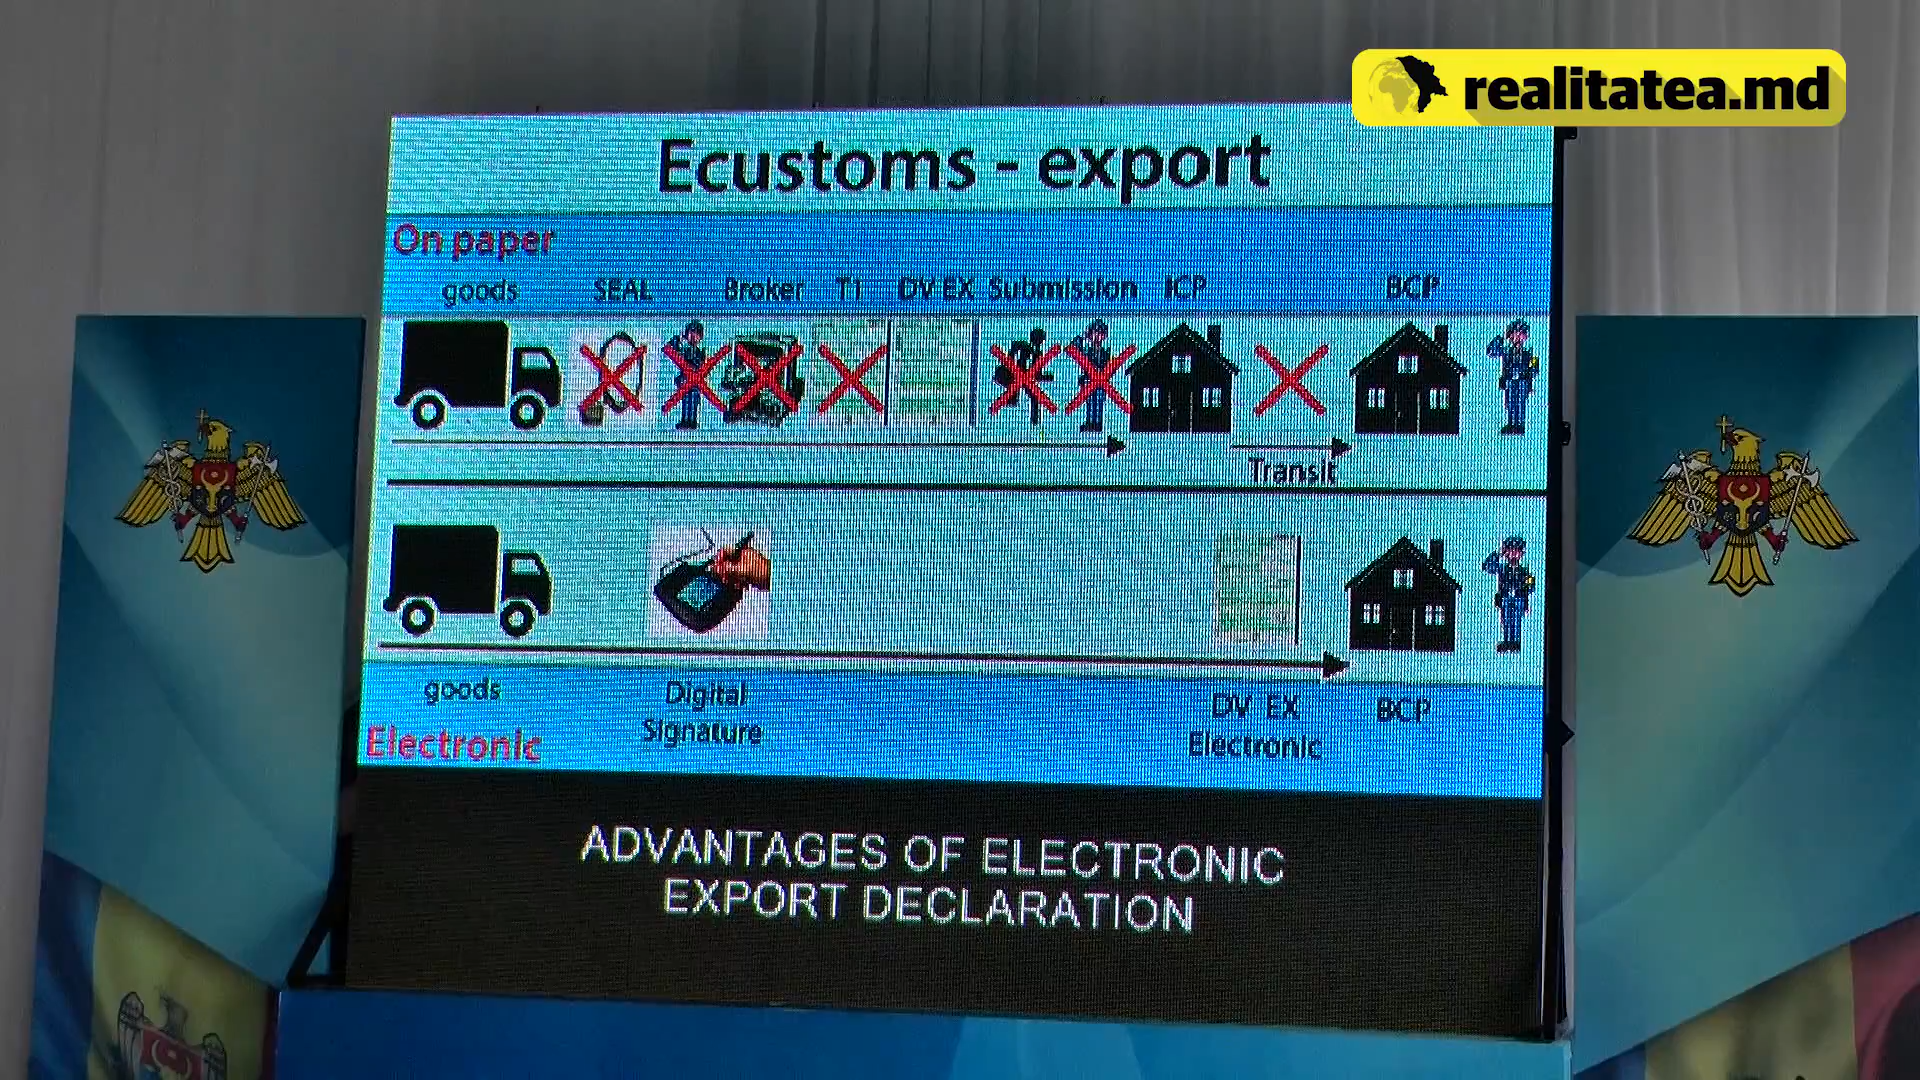 realitatea.md
Ecustoms - export
On paper
goods SEAL Broker T1 DV EX Submission ICP BCP
Transit
goods Digital Signature DV EX Electronic BCP
Electronic
ADVANTAGES OF ELECTRONIC
EXPORT DECLARATION